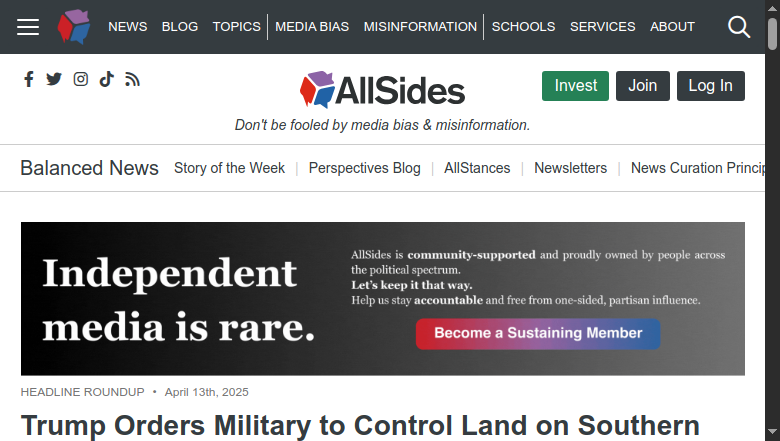 NEWS BLOG TOPICS MEDIA BIAS MISINFORMATION SCHOOLS SERVICES ABOUT
AllSides
Invest Join Log In
Don't be fooled by media bias & misinformation.
Balanced News Story of the Week | Perspectives Blog | AllStances | Newsletters | News Curation Princip
Independent
media is rare.
AllSides is community-supported and proudly owned by people across
the political spectrum.
Let's keep it that way.
Help us stay accountable and free from one-sided, partisan influence.
Become a Sustaining Member
HEADLINE ROUNDUP • April 13th, 2025
Trump Orders Military to Control Land on Southern